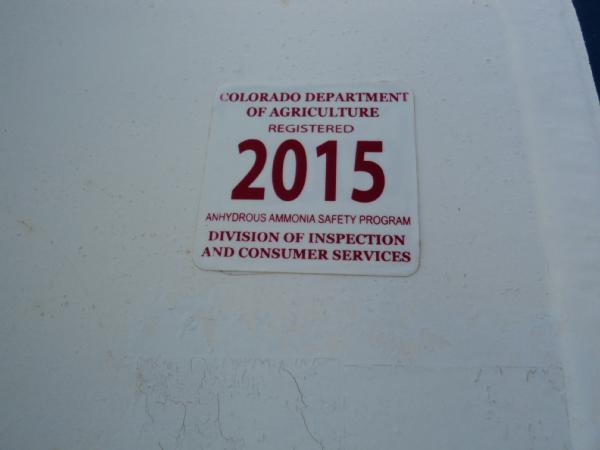 COLORADO DEPARTMENT
OF AGRICULTURE
REGISTERED
2015
ANHYDROUS AMMONIA SAFETY PROGRAM
DIVISION OF INSPECTION
AND CONSUMER SERVICES